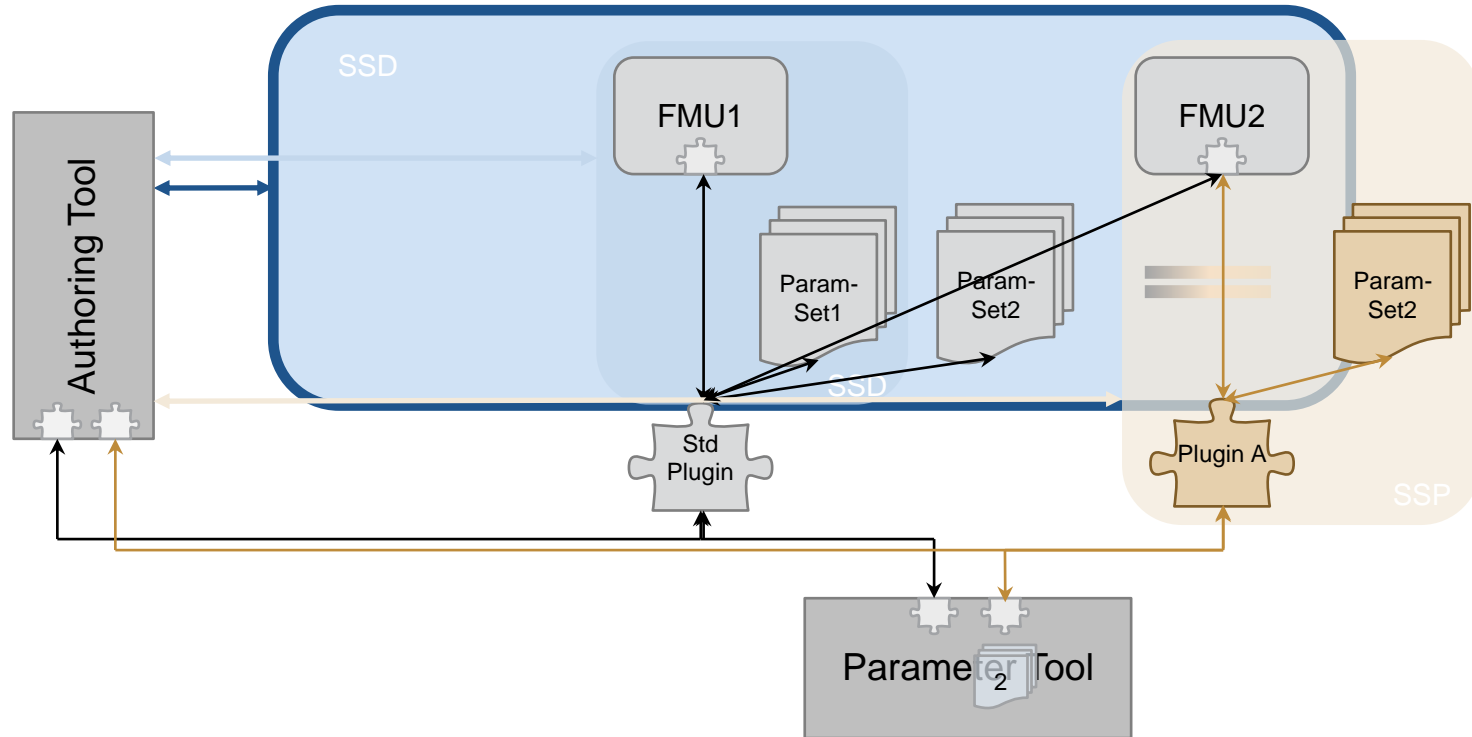 SSD
FMU1
FMU2
Authoring Tool
Param-
Set1
Param-
Set2
Param-
Set2
SSD
Std
Plugin
Plugin A
SSP
Parameter Tool
2